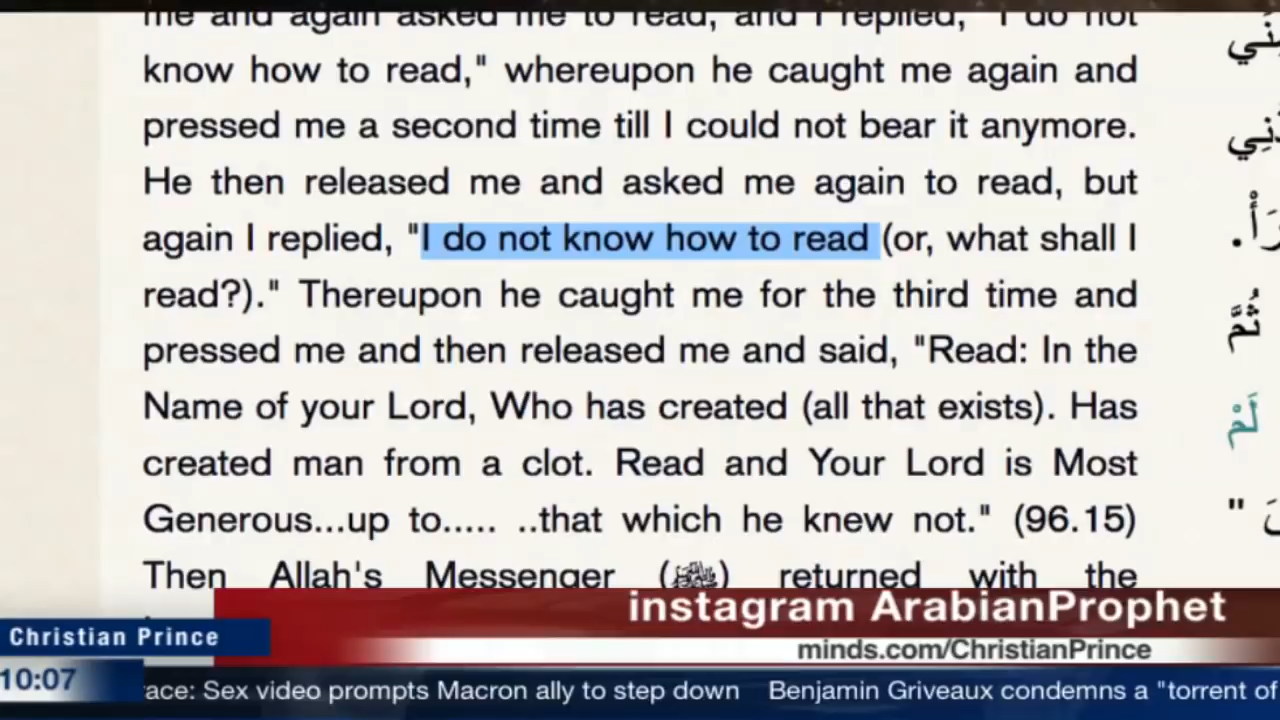 me and again asked me to read, and I replied, "I do not
know how to read," whereupon he caught me again and
pressed me a second time till I could not bear it anymore.
He then released me and asked me again to read, but
again I replied, "I do not know how to read (or, what shall I
read?)." Thereupon he caught me for the third time and
pressed me and then released me and said, "Read: In the
Name of your Lord, Who has created (all that exists). Has
created man from a clot. Read and Your Lord is Most
Generous...up to..... ..that which he knew not." (96.15)
Then Allah's Messenger (ﷺ) returned with the
instagram ArabianProphet
Christian Prince
minds.com/ChristianPrince
10:07
ace: Sex video prompts Macron ally to step down Benjamin Griveaux condemns a "torrent of